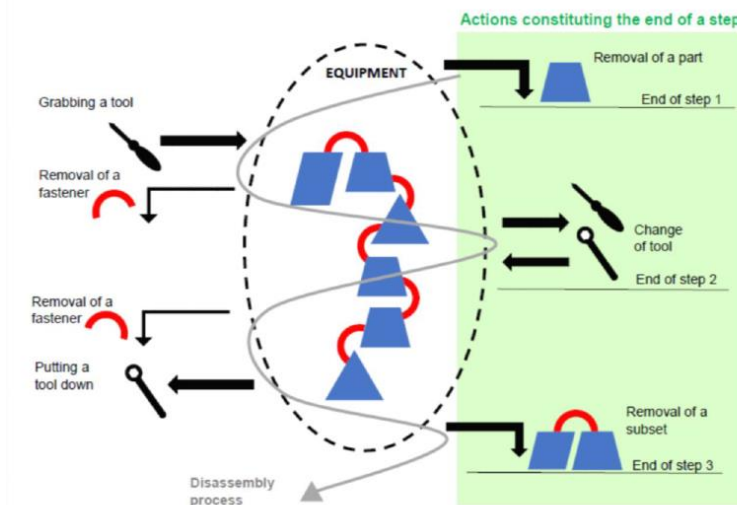 Actions constituting the end of a step
EQUIPMENT
Removal of a part
End of step 1
Grabbing a tool
Removal of a
fastener
Change
of tool
End of step 2
Removal of a
fastener
Putting a
tool down
Removal of a
subset
End of step 3
Disassembly
process